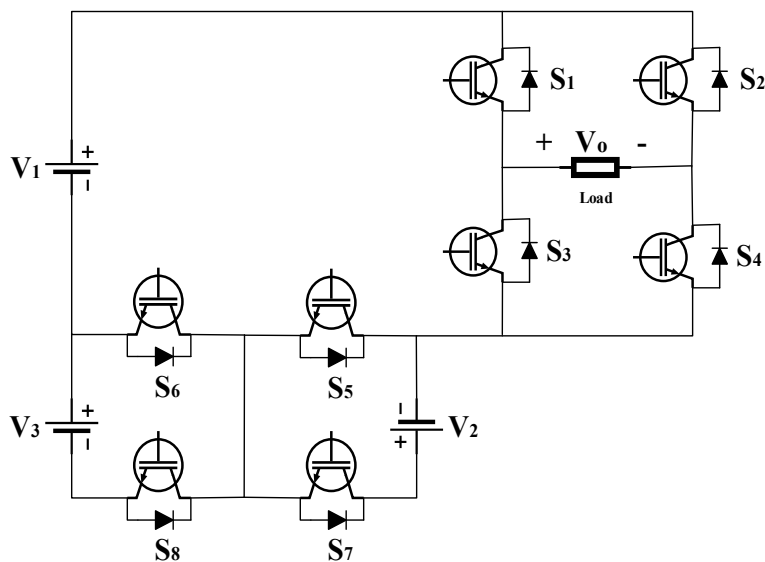 S1
S2
+ Vo -
Load
V1
+
-
S3
S4
S6
S5
V3
+
-
-
+
V2
S8
S7